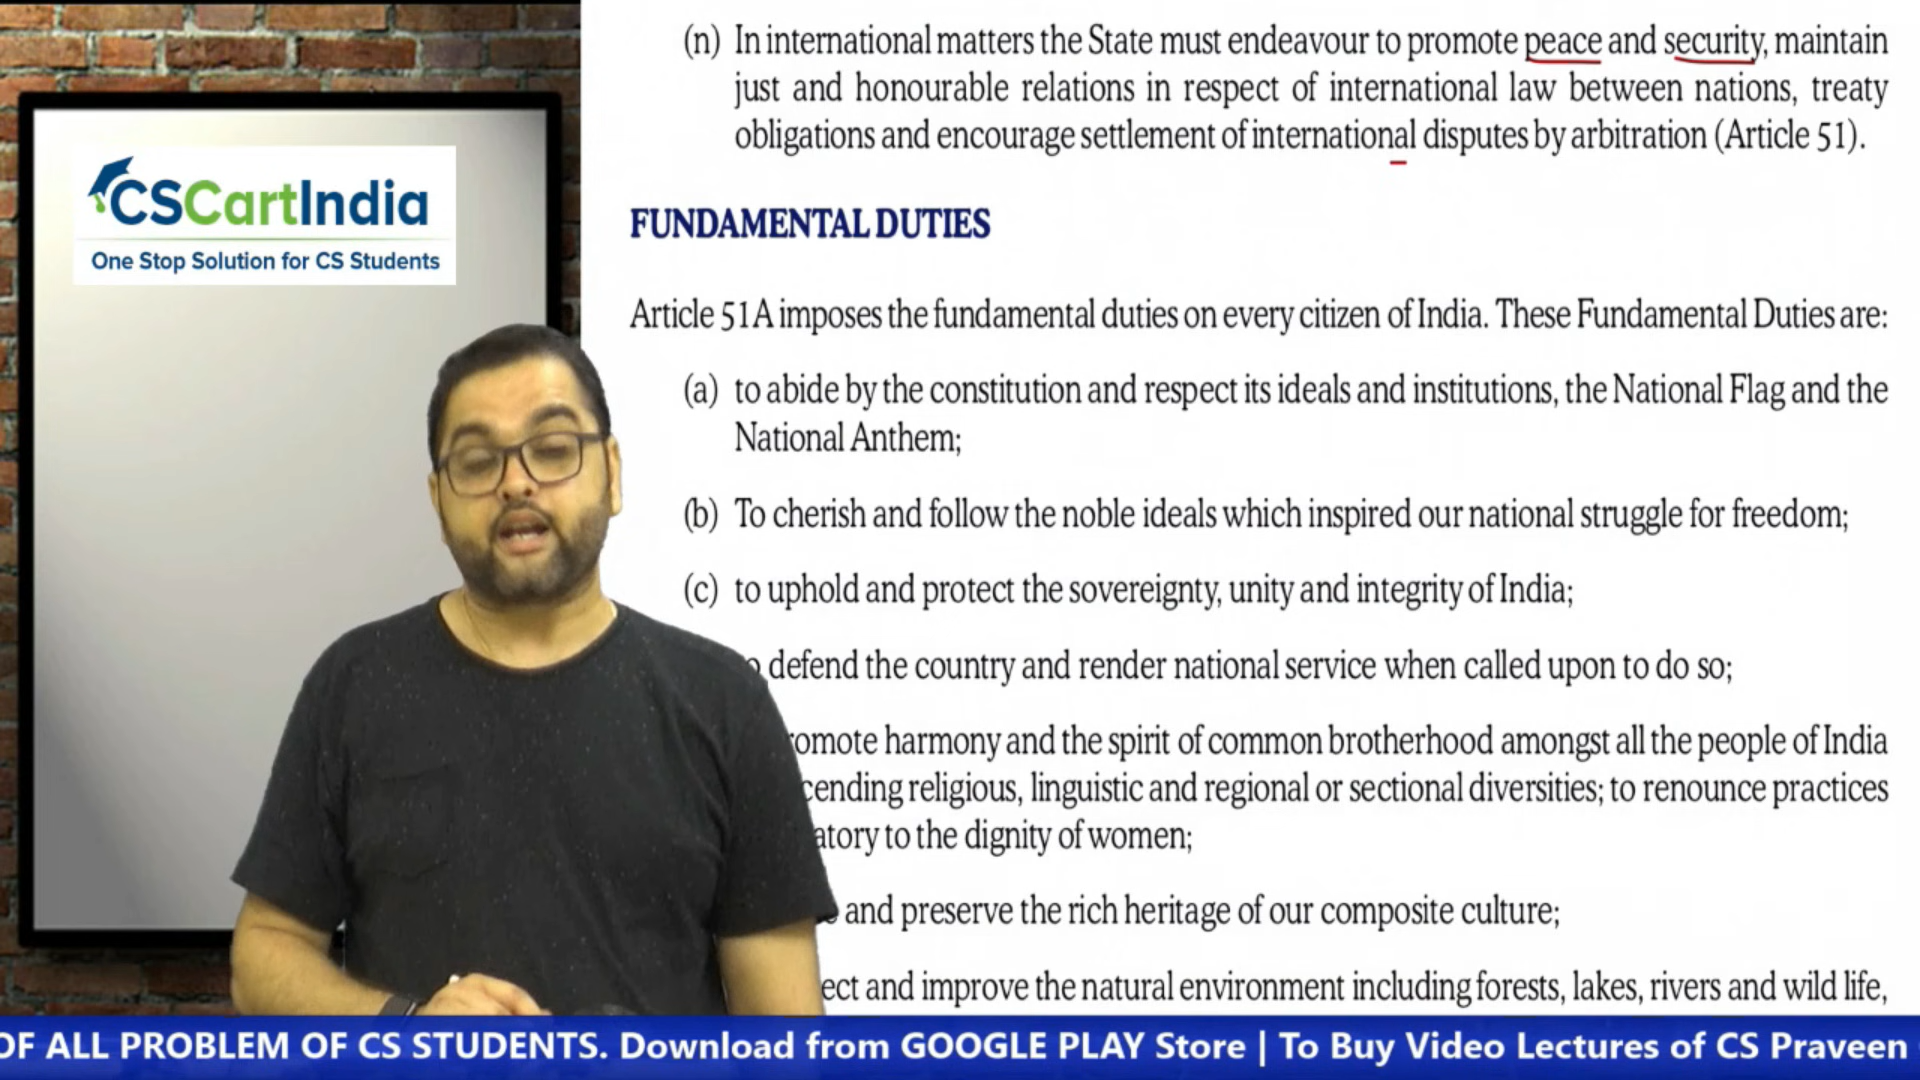 CSCartIndia
One Stop Solution for CS Students
(n) In international matters the State must endeavour to promote peace and security, maintain
just and honourable relations in respect of international law between nations, treaty
obligations and encourage settlement of international disputes by arbitration (Article 51).
FUNDAMENTAL DUTIES
Article 51A imposes the fundamental duties on every citizen of India. These Fundamental Duties are:
(a) to abide by the constitution and respect its ideals and institutions, the National Flag and the
National Anthem;
(b) To cherish and follow the noble ideals which inspired our national struggle for freedom;
(c) to uphold and protect the sovereignty, unity and integrity of India;
defend the country and render national service when called upon to do so;
harmony and the spirit of common brotherhood amongst all the people of India
religious, linguistic and regional or sectional diversities; to renounce practices
to the dignity of women;
and preserve the rich heritage of our composite culture;
and improve the natural environment including forests, lakes, rivers and wild life,
OF ALL PROBLEM OF CS STUDENTS. Download from GOOGLE PLAY Store | To Buy Video Lectures of CS Praveen